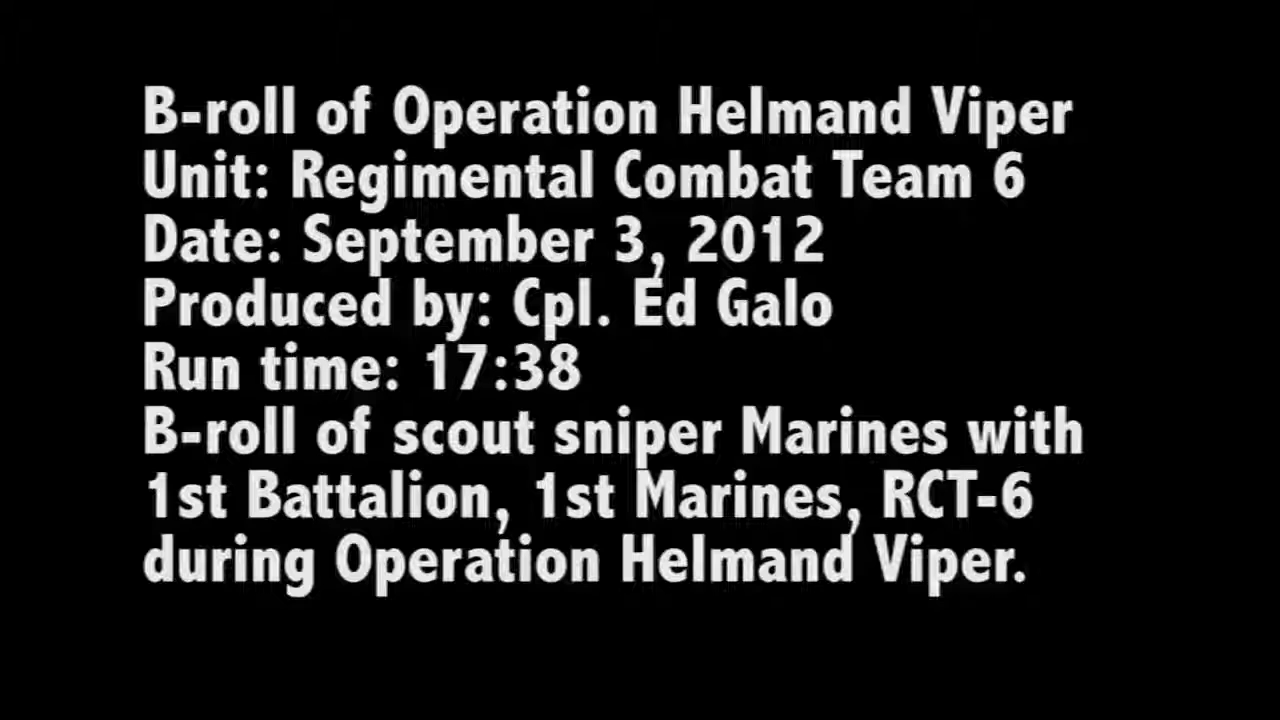 B-roll of Operation Helmand Viper
Unit: Regimental Combat Team 6
Date: September 3, 2012
Produced by: Cpl. Ed Galo
Run time: 17:38
B-roll of scout sniper Marines with
1st Battalion, 1st Marines, RCT-6
during Operation Helmand Viper.